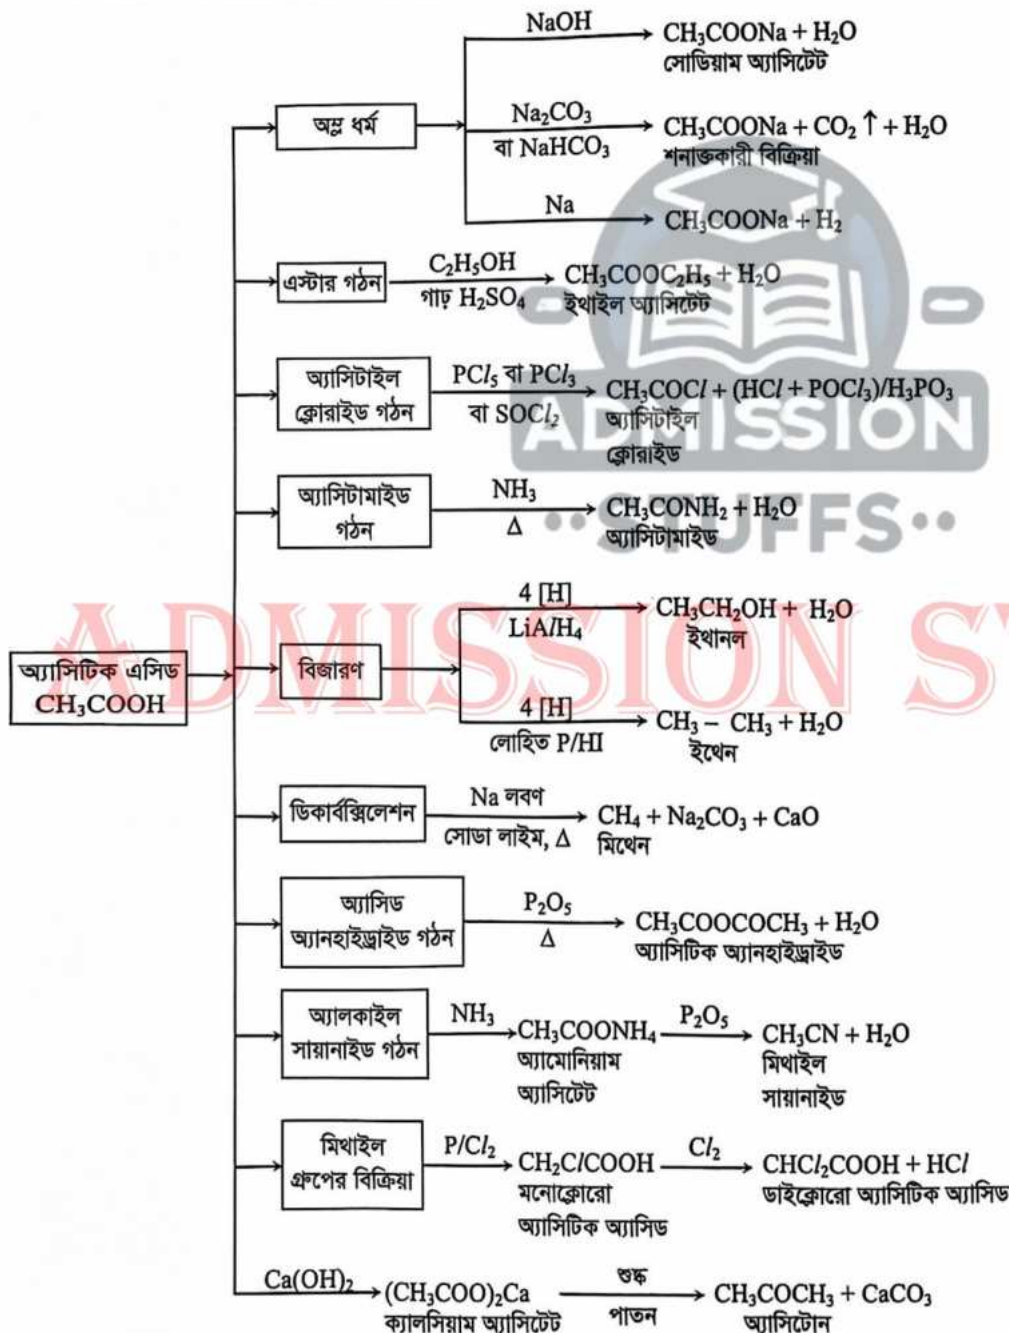 NaOH
CH₃COONa + H₂O
সোডিয়াম অ্যাসিটেট
অম্ল ধর্ম
Na₂CO₃
বা NaHCO₃
CH₃COONa + CO₂ ↑ + H₂O
শনাক্তকারী বিক্রিয়া
Na
CH₃COONa + H₂
এস্টার গঠন
C₂H₅OH
গাঢ় H₂SO₄
CH₃COOC₂H₅ + H₂O
ইথাইল অ্যাসিটেট
অ্যাসিটাইল
ক্লোরাইড গঠন
PCl₅ বা PCl₃
বা SOCl₂
CH₃COCl + (HCl + POCl₃)/H₃PO₃
অ্যাসিটাইল
ক্লোরাইড
ADMISSION
STUFFS
অ্যাসিটামাইড
গঠন
NH₃
Δ
CH₃CONH₂ + H₂O
অ্যাসিটামাইড
ADMISSION S
অ্যাসিটিক এসিড
CH₃COOH
বিজারণ
4 [H]
LiAlH₄
CH₃CH₂OH + H₂O
ইথানল
4 [H]
লোহিত P/HI
CH₃ – CH₃ + H₂O
ইথেন
ডিকার্বক্সিলেশন
Na লবণ
সোডা লাইম, Δ
CH₄ + Na₂CO₃ + CaO
মিথেন
অ্যাসিড
অ্যানহাইড্রাইড গঠন
P₂O₅
Δ
CH₃COOCOCH₃ + H₂O
অ্যাসিটিক অ্যানহাইড্রাইড
অ্যালকাইল
সায়ানাইড গঠন
NH₃
CH₃COONH₄
অ্যামোনিয়াম
অ্যাসিটেট
P₂O₅
CH₃CN + H₂O
মিথাইল
সায়ানাইড
মিথাইল
গ্রুপের বিক্রিয়া
P/Cl₂
CH₂ClCOOH
মনোক্লোরো
অ্যাসিটিক অ্যাসিড
Cl₂
CHCl₂COOH + HCl
ডাইক্লোরো অ্যাসিটিক অ্যাসিড
Ca(OH)₂
(CH₃COO)₂Ca
ক্যালসিয়াম অ্যাসিটেট
শুষ্ক
পাতন
CH₃COCH₃ + CaCO₃
অ্যাসিটোন